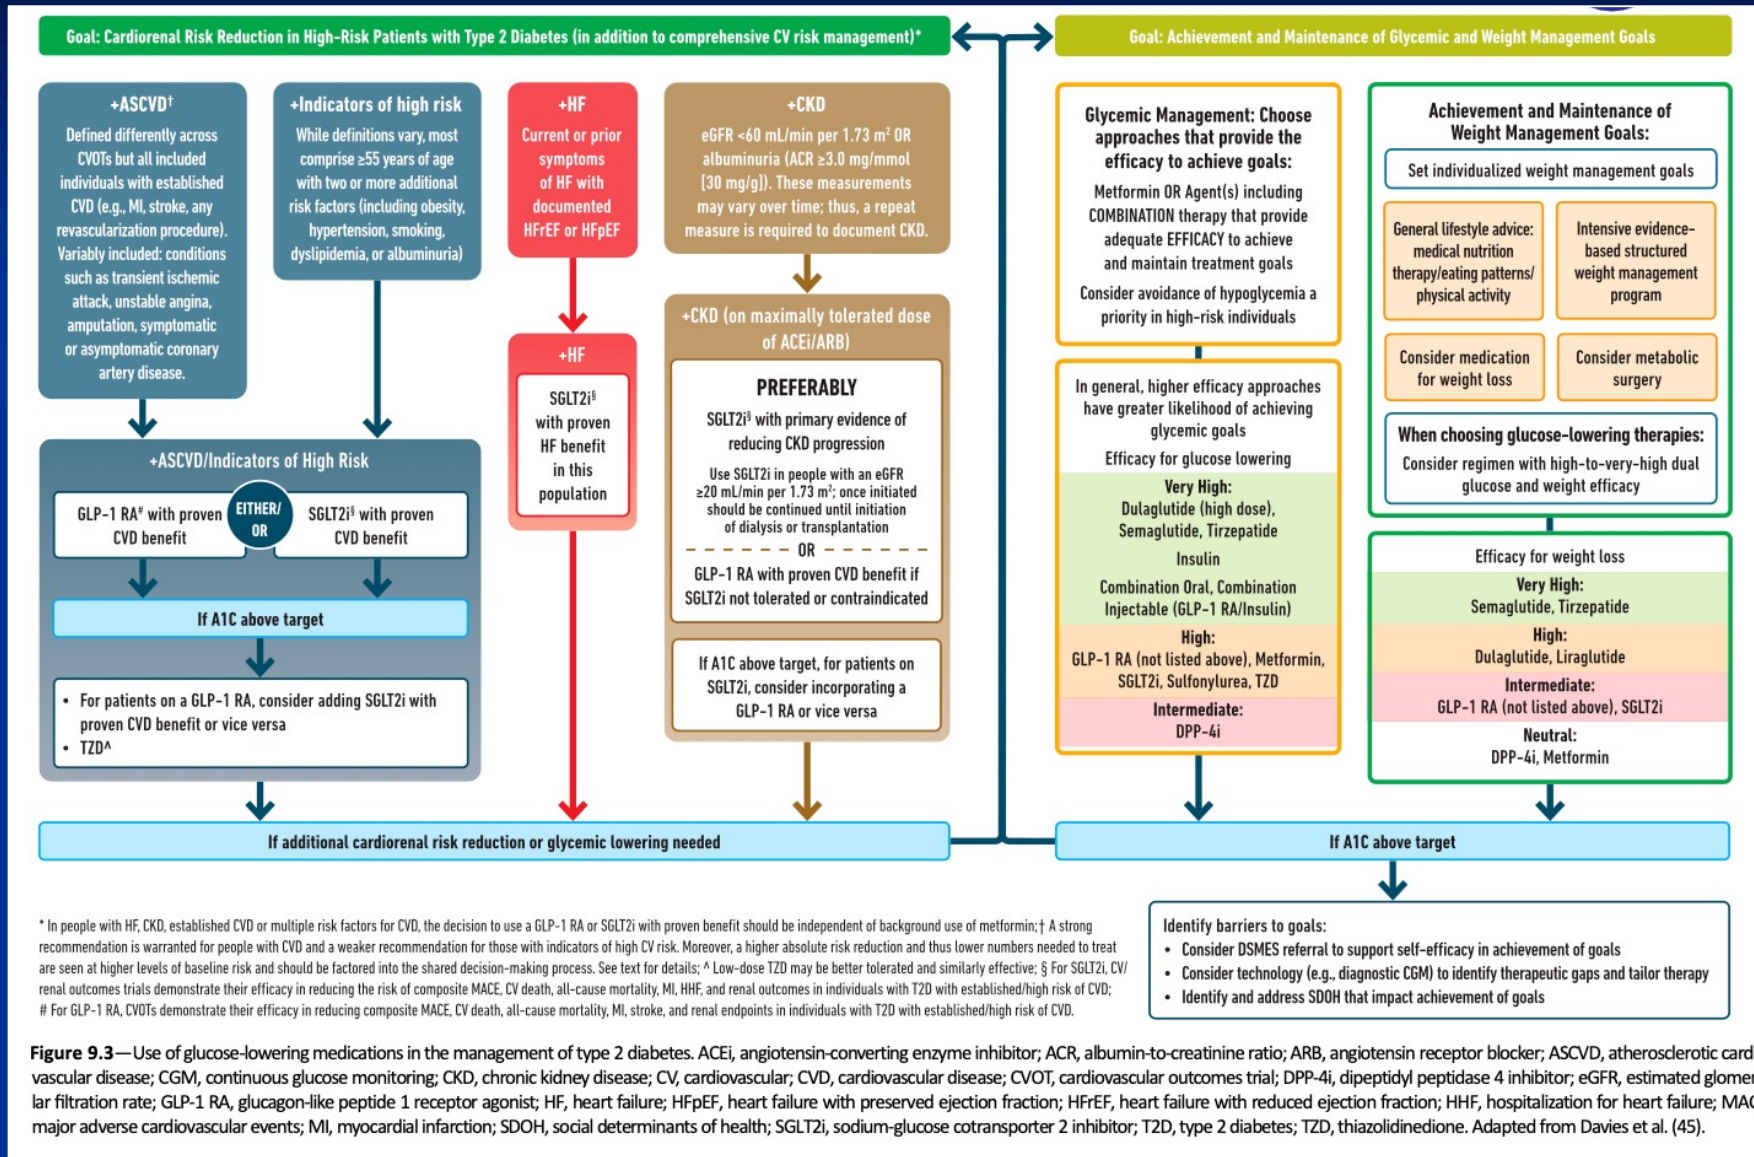 Goal: Cardiorenal Risk Reduction in High-Risk Patients with Type 2 Diabetes (in addition to comprehensive CV risk management)*
+ASCVD†
Defined differently across
CVOTs but all included
individuals with established
CVD (e.g., MI, stroke, any
revascularization procedure).
Variably included: conditions
such as transient ischemic
attack, unstable angina,
amputation, symptomatic
or asymptomatic coronary
artery disease.
+Indicators of high risk
While definitions vary, most
comprise ≥55 years of age
with two or more additional
risk factors (including obesity,
hypertension, smoking,
dyslipidemia, or albuminuria)
+ASCVD/Indicators of High Risk
GLP-1 RA# with proven
CVD benefit
EITHER/
OR
SGLT2i§ with proven
CVD benefit
If A1C above target
• For patients on a GLP-1 RA, consider adding SGLT2i with
proven CVD benefit or vice versa
• TZD^
+HF
Current or prior
symptoms
of HF with
documented
HFrEF or HFpEF
+HF
SGLT2i§
with proven
HF benefit
in this
population
+CKD
eGFR <60 mL/min per 1.73 m² OR
albuminuria (ACR ≥3.0 mg/mmol
[30 mg/g]). These measurements
may vary over time; thus, a repeat
measure is required to document CKD.
+CKD (on maximally tolerated dose
of ACEi/ARB)
PREFERABLY
SGLT2i§ with primary evidence of
reducing CKD progression
Use SGLT2i in people with an eGFR
≥20 mL/min per 1.73 m²; once initiated
should be continued until initiation
of dialysis or transplantation
OR
GLP-1 RA with proven CVD benefit if
SGLT2i not tolerated or contraindicated
If A1C above target, for patients on
SGLT2i, consider incorporating a
GLP-1 RA or vice versa
If additional cardiorenal risk reduction or glycemic lowering needed
Goal: Achievement and Maintenance of Glycemic and Weight Management Goals
Glycemic Management: Choose
approaches that provide the
efficacy to achieve goals:
Metformin OR Agent(s) including
COMBINATION therapy that provide
adequate EFFICACY to achieve
and maintain treatment goals
Consider avoidance of hypoglycemia a
priority in high-risk individuals
In general, higher efficacy approaches
have greater likelihood of achieving
glycemic goals
Efficacy for glucose lowering
Very High:
Dulaglutide (high dose),
Semaglutide, Tirzepatide
Insulin
Combination Oral, Combination
Injectable (GLP-1 RA/Insulin)
High:
GLP-1 RA (not listed above), Metformin,
SGLT2i, Sulfonylurea, TZD
Intermediate:
DPP-4i
Achievement and Maintenance of
Weight Management Goals:
Set individualized weight management goals
General lifestyle advice:
medical nutrition
therapy/eating patterns/
physical activity
Intensive evidence-
based structured
weight management
program
Consider medication
for weight loss
Consider metabolic
surgery
When choosing glucose-lowering therapies:
Consider regimen with high-to-very-high dual
glucose and weight efficacy
Efficacy for weight loss
Very High:
Semaglutide, Tirzepatide
High:
Dulaglutide, Liraglutide
Intermediate:
GLP-1 RA (not listed above), SGLT2i
Neutral:
DPP-4i, Metformin
If A1C above target
Identify barriers to goals:
• Consider DSMES referral to support self-efficacy in achievement of goals
• Consider technology (e.g., diagnostic CGM) to identify therapeutic gaps and tailor therapy
• Identify and address SDOH that impact achievement of goals
* In people with HF, CKD, established CVD or multiple risk factors for CVD, the decision to use a GLP-1 RA or SGLT2i with proven benefit should be independent of background use of metformin; † A strong
recommendation is warranted for people with CVD and a weaker recommendation for those with indicators of high CV risk. Moreover, a higher absolute risk reduction and thus lower numbers needed to treat
are seen at higher levels of baseline risk and should be factored into the shared decision-making process. See text for details; ^ Low-dose TZD may be better tolerated and similarly effective; § For SGLT2i, CV/
renal outcomes trials demonstrate their efficacy in reducing the risk of composite MACE, CV death, all-cause mortality, MI, HHF, and renal outcomes in individuals with T2D with established/high risk of CVD;
# For GLP-1 RA, CVOTs demonstrate their efficacy in reducing composite MACE, CV death, all-cause mortality, MI, stroke, and renal endpoints in individuals with T2D with established/high risk of CVD.
Figure 9.3—Use of glucose-lowering medications in the management of type 2 diabetes. ACEi, angiotensin-converting enzyme inhibitor; ACR, albumin-to-creatinine ratio; ARB, angiotensin receptor blocker; ASCVD, atherosclerotic cardi
vascular disease; CGM, continuous glucose monitoring; CKD, chronic kidney disease; CV, cardiovascular; CVD, cardiovascular disease; CVOT, cardiovascular outcomes trial; DPP-4i, dipeptidyl peptidase 4 inhibitor; eGFR, estimated glomer
lar filtration rate; GLP-1 RA, glucagon-like peptide 1 receptor agonist; HF, heart failure; HFpEF, heart failure with preserved ejection fraction; HFrEF, heart failure with reduced ejection fraction; HHF, hospitalization for heart failure; MAC
major adverse cardiovascular events; MI, myocardial infarction; SDOH, social determinants of health; SGLT2i, sodium-glucose cotransporter 2 inhibitor; T2D, type 2 diabetes; TZD, thiazolidinedione. Adapted from Davies et al. (45).